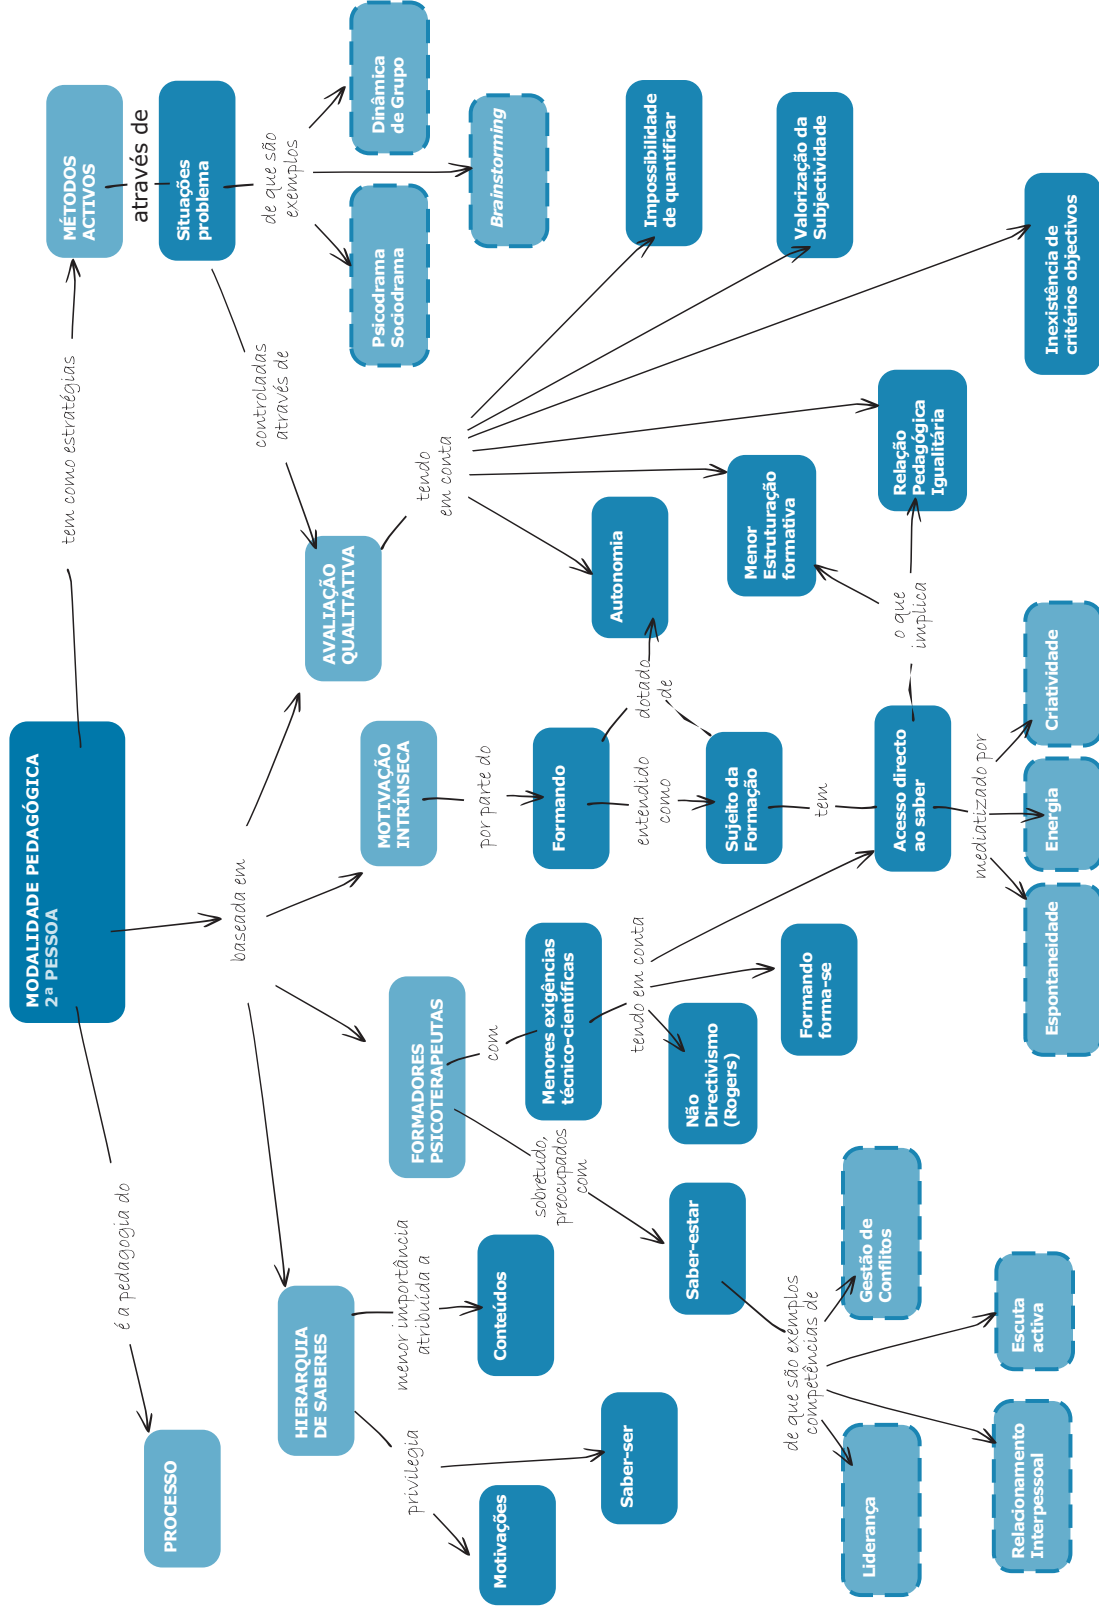 MODALIDADE PEDAGÓGICA
2ª PESSOA
é a pedagogia do
PROCESSO
baseada em
tem como estratégias
MÉTODOS
ACTIVOS
através de
Situações
problema
de que são
exemplos
Psicodrama
Sociodrama
Brainstorming
Dinâmica
de Grupo
controladas
através de
HIERARQUIA
DE SABERES
privilegia
Motivações
Saber-ser
menor importância
atribuída a
Conteúdos
FORMADORES
PSICOTERAPEUTAS
sobretudo,
preocupados
com
Saber-estar
de que são exemplos
competências de
Liderança
Relacionamento
Interpessoal
Escuta
activa
Gestão de
Conflitos
com
Menores exigências
técnico-científicas
tendo em conta
Não
Directivismo
(Rogers)
Formando
forma-se
MOTIVAÇÃO
INTRÍNSECA
por parte do
Formando
entendido
como
Sujeito da
Formação
dotado
de
tem
Acesso directo
ao saber
mediatizado por
Espontaneidade
Energia
Criatividade
o que
implica
AVALIAÇÃO
QUALITATIVA
tendo
em conta
Autonomia
Menor
Estruturação
formativa
Relação
Pedagógica
Igualitária
Inexistência de
critérios objectivos
Valorização da
Subjectividade
Impossibilidade
de quantificar